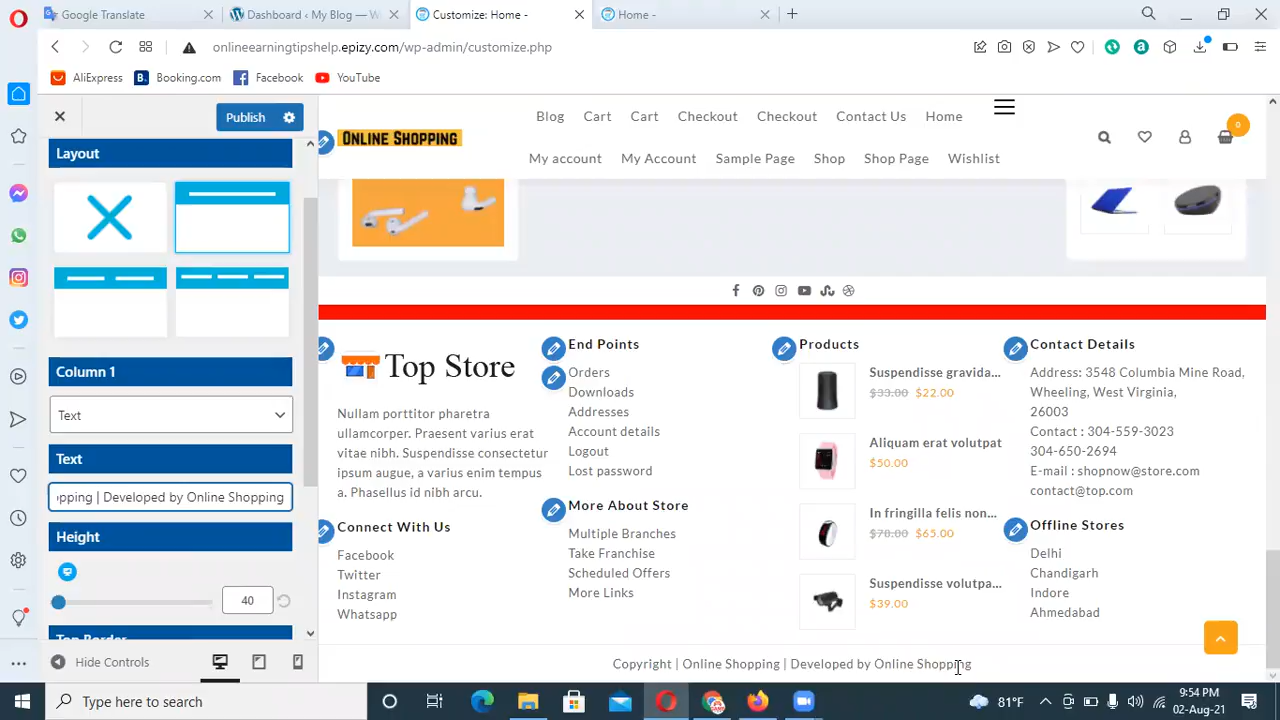 Google Translate
Dashboard ‹ My Blog — W
Customize: Home -
Home -
onlineearningtipshelp.epizy.com/wp-admin/customize.php
AliExpress
Booking.com
Facebook
YouTube
Publish
Layout
Column 1
Text
Text
pping | Developed by Online Shopping
Height
40
Hide Controls
ONLINE SHOPPING
Blog Cart Cart Checkout Checkout Contact Us Home
My account My Account Sample Page Shop Shop Page Wishlist
0
Top Store
Nullam porttitor pharetra
ullamcorper. Praesent varius erat
vitae nibh. Suspendisse consectetur
ipsum augue, a varius enim tempus
a. Phasellus id nibh arcu.
Connect With Us
Facebook
Twitter
Instagram
Whatsapp
End Points
Orders
Downloads
Addresses
Account details
Logout
Lost password
More About Store
Multiple Branches
Take Franchise
Scheduled Offers
More Links
Products
Suspendisse gravida...
$33.00 $22.00
Aliquam erat volutpat
$50.00
In fringilla felis non...
$78.00 $65.00
Suspendisse volutpa...
$39.00
Contact Details
Address: 3548 Columbia Mine Road,
Wheeling, West Virginia,
26003
Contact : 304-559-3023
304-650-2694
E-mail : shopnow@store.com
contact@top.com
Offline Stores
Delhi
Chandigarh
Indore
Ahmedabad
Copyright | Online Shopping | Developed by Online Shopping
Type here to search
81°F
9:54 PM
02-Aug-21